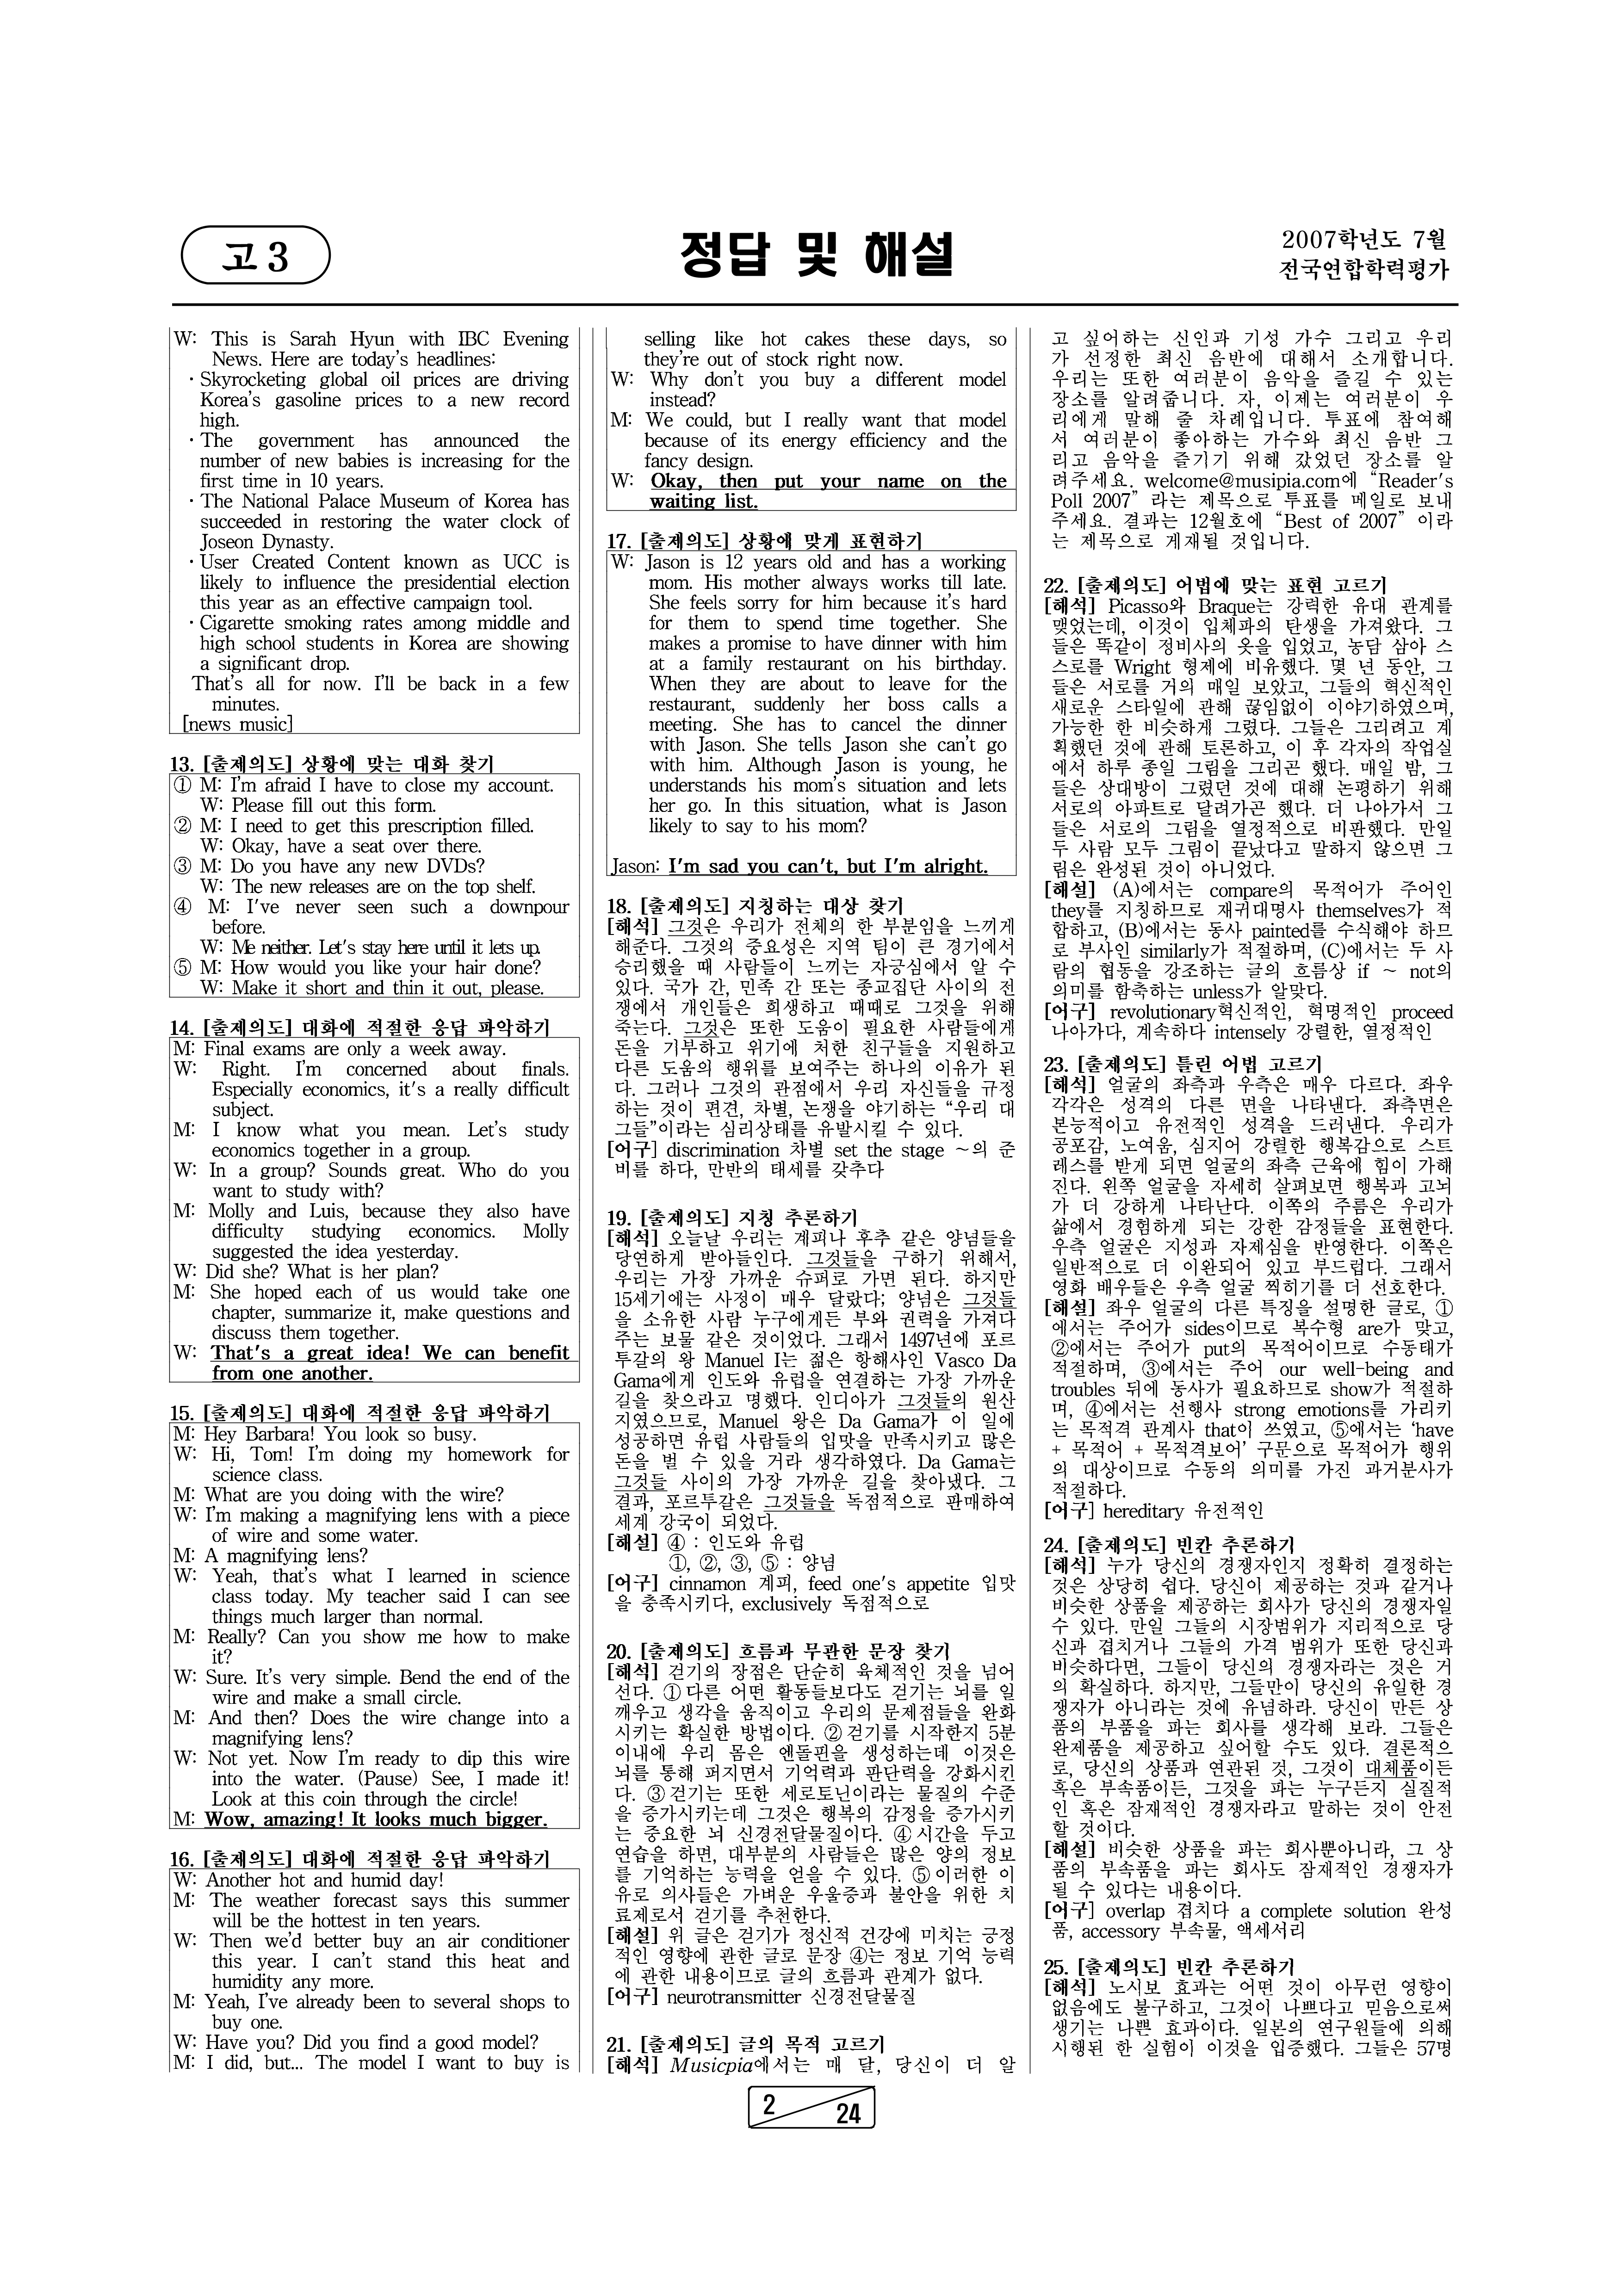 고 3
정답 및 해설
2007학년도 7월
전국연합학력평가
W: This is Sarah Hyun with IBC Evening
News. Here are today's headlines:
· Skyrocketing global oil prices are driving
Korea's gasoline prices to a new record
high.
· The government has announced the
number of new babies is increasing for the
first time in 10 years.
· The National Palace Museum of Korea has
succeeded in restoring the water clock of
Joseon Dynasty.
· User Created Content known as UCC is
likely to influence the presidential election
this year as an effective campaign tool.
· Cigarette smoking rates among middle and
high school students in Korea are showing
a significant drop.
That's all for now. I'll be back in a few
minutes.
[news music]
13. [출제의도] 상황에 맞는 대화 찾기
① M: I'm afraid I have to close my account.
W: Please fill out this form.
② M: I need to get this prescription filled.
W: Okay, have a seat over there.
③ M: Do you have any new DVDs?
W: The new releases are on the top shelf.
④ M: I've never seen such a downpour
before.
W: Me neither. Let's stay here until it lets up.
⑤ M: How would you like your hair done?
W: Make it short and thin it out, please.
14. [출제의도] 대화에 적절한 응답 파악하기
M: Final exams are only a week away.
W: Right. I'm concerned about finals.
Especially economics, it's a really difficult
subject.
M: I know what you mean. Let's study
economics together in a group.
W: In a group? Sounds great. Who do you
want to study with?
M: Molly and Luis, because they also have
difficulty studying economics. Molly
suggested the idea yesterday.
W: Did she? What is her plan?
M: She hoped each of us would take one
chapter, summarize it, make questions and
discuss them together.
W: That's a great idea! We can benefit
from one another.
15. [출제의도] 대화에 적절한 응답 파악하기
M: Hey Barbara! You look so busy.
W: Hi, Tom! I'm doing my homework for
science class.
M: What are you doing with the wire?
W: I'm making a magnifying lens with a piece
of wire and some water.
M: A magnifying lens?
W: Yeah, that's what I learned in science
class today. My teacher said I can see
things much larger than normal.
M: Really? Can you show me how to make
it?
W: Sure. It's very simple. Bend the end of the
wire and make a small circle.
M: And then? Does the wire change into a
magnifying lens?
W: Not yet. Now I'm ready to dip this wire
into the water. (Pause) See, I made it!
Look at this coin through the circle!
M: Wow, amazing! It looks much bigger.
16. [출제의도] 대화에 적절한 응답 파악하기
W: Another hot and humid day!
M: The weather forecast says this summer
will be the hottest in ten years.
W: Then we'd better buy an air conditioner
this year. I can't stand this heat and
humidity any more.
M: Yeah, I've already been to several shops to
buy one.
W: Have you? Did you find a good model?
M: I did, but... The model I want to buy is
selling like hot cakes these days, so
they're out of stock right now.
W: Why don't you buy a different model
instead?
M: We could, but I really want that model
because of its energy efficiency and the
fancy design.
W: Okay, then put your name on the
waiting list.
17. [출제의도] 상황에 맞게 표현하기
W: Jason is 12 years old and has a working
mom. His mother always works till late.
She feels sorry for him because it's hard
for them to spend time together. She
makes a promise to have dinner with him
at a family restaurant on his birthday.
When they are about to leave for the
restaurant, suddenly her boss calls a
meeting. She has to cancel the dinner
with Jason. She tells Jason she can't go
with him. Although Jason is young, he
understands his mom's situation and lets
her go. In this situation, what is Jason
likely to say to his mom?
Jason: I'm sad you can't, but I'm alright.
18. [출제의도] 지칭하는 대상 찾기
[해석] 그것은 우리가 전체의 한 부분임을 느끼게
해준다. 그것의 중요성은 지역 팀이 큰 경기에서
승리했을 때 사람들이 느끼는 자긍심에서 알 수
있다. 국가 간, 민족 간 또는 종교집단 사이의 전
쟁에서 개인들은 희생하고 때때로 그것을 위해
죽는다. 그것은 또한 도움이 필요한 사람들에게
돈을 기부하고 위기에 처한 친구들을 지원하고
다른 도움의 행위를 보여주는 하나의 이유가 된
다. 그러나 그것의 관점에서 우리 자신들을 규정
하는 것이 편견, 차별, 논쟁을 야기하는 “우리 대
그들”이라는 심리상태를 유발시킬 수 있다.
[어구] discrimination 차별 set the stage ~의 준
비를 하다, 만반의 태세를 갖추다
19. [출제의도] 지칭 추론하기
[해석] 오늘날 우리는 계피나 후추 같은 양념들을
당연하게 받아들인다. 그것들을 구하기 위해서,
우리는 가장 가까운 슈퍼로 가면 된다. 하지만
15세기에는 사정이 매우 달랐다; 양념은 그것들
을 소유한 사람 누구에게든 부와 권력을 가져다
주는 보물 같은 것이었다. 그래서 1497년에 포르
투갈의 왕 Manuel I는 젊은 항해사인 Vasco Da
Gama에게 인도와 유럽을 연결하는 가장 가까운
길을 찾으라고 명했다. 인디아가 그것들의 원산
지였으므로, Manuel 왕은 Da Gama가 이 일에
성공하면 유럽 사람들의 입맛을 만족시키고 많은
돈을 벌 수 있을 거라 생각하였다. Da Gama는
그것들 사이의 가장 가까운 길을 찾아냈다. 그
결과, 포르투갈은 그것들을 독점적으로 판매하여
세계 강국이 되었다.
[해설] ④ : 인도와 유럽
①, ②, ③, ⑤ : 양념
[어구] cinnamon 계피, feed one's appetite 입맛
을 충족시키다, exclusively 독점적으로
20. [출제의도] 흐름과 무관한 문장 찾기
[해석] 걷기의 장점은 단순히 육체적인 것을 넘어
선다. ①다른 어떤 활동들보다도 걷기는 뇌를 일
깨우고 생각을 움직이고 우리의 문제점들을 완화
시키는 확실한 방법이다. ②걷기를 시작한지 5분
이내에 우리 몸은 엔돌핀을 생성하는데 이것은
뇌를 통해 퍼지면서 기억력과 판단력을 강화시킨
다. ③걷기는 또한 세로토닌이라는 물질의 수준
을 증가시키는데 그것은 행복의 감정을 증가시키
는 중요한 뇌 신경전달물질이다. ④시간을 두고
연습을 하면, 대부분의 사람들은 많은 양의 정보
를 기억하는 능력을 얻을 수 있다. ⑤이러한 이
유로 의사들은 가벼운 우울증과 불안을 위한 치
료제로서 걷기를 추천한다.
[해설] 위 글은 걷기가 정신적 건강에 미치는 긍정
적인 영향에 관한 글로 문장 ④는 정보 기억 능력
에 관한 내용이므로 글의 흐름과 관계가 없다.
[어구] neurotransmitter 신경전달물질
21. [출제의도] 글의 목적 고르기
[해석] Musicpia에서는 매 달, 당신이 더 알
고 싶어하는 신인과 기성 가수 그리고 우리
가 선정한 최신 음반에 대해서 소개합니다.
우리는 또한 여러분이 음악을 즐길 수 있는
장소를 알려줍니다. 자, 이제는 여러분이 우
리에게 말해 줄 차례입니다. 투표에 참여해
서 여러분이 좋아하는 가수와 최신 음반 그
리고 음악을 즐기기 위해 갔었던 장소를 알
려주세요. welcome@musipia.com에 “Reader's
Poll 2007” 라는 제목으로 투표를 메일로 보내
주세요. 결과는 12월호에 “Best of 2007” 이라
는 제목으로 게재될 것입니다.
22. [출제의도] 어법에 맞는 표현 고르기
[해석] Picasso와 Braque는 강력한 유대 관계를
맺었는데, 이것이 입체파의 탄생을 가져왔다. 그
들은 똑같이 정비사의 옷을 입었고, 농담 삼아 스
스로를 Wright 형제에 비유했다. 몇 년 동안, 그
들은 서로를 거의 매일 보았고, 그들의 혁신적인
새로운 스타일에 관해 끊임없이 이야기하였으며,
가능한 한 비슷하게 그렸다. 그들은 그리려고 계
획했던 것에 관해 토론하고, 이 후 각자의 작업실
에서 하루 종일 그림을 그리곤 했다. 매일 밤, 그
들은 상대방이 그렸던 것에 대해 논평하기 위해
서로의 아파트로 달려가곤 했다. 더 나아가서 그
들은 서로의 그림을 열정적으로 비판했다. 만일
두 사람 모두 그림이 끝났다고 말하지 않으면 그
림은 완성된 것이 아니었다.
[해설] (A)에서는 compare의 목적어가 주어인
they를 지칭하므로 재귀대명사 themselves가 적
합하고, (B)에서는 동사 painted를 수식해야 하므
로 부사인 similarly가 적절하며, (C)에서는 두 사
람의 협동을 강조하는 글의 흐름상 if ~ not의
의미를 함축하는 unless가 알맞다.
[어구] revolutionary혁신적인, 혁명적인 proceed
나아가다, 계속하다 intensely 강렬한, 열정적인
23. [출제의도] 틀린 어법 고르기
[해석] 얼굴의 좌측과 우측은 매우 다르다. 좌우
각각은 성격의 다른 면을 나타낸다. 좌측면은
본능적이고 유전적인 성격을 드러낸다. 우리가
공포감, 노여움, 심지어 강렬한 행복감으로 스트
레스를 받게 되면 얼굴의 좌측 근육에 힘이 가해
진다. 왼쪽 얼굴을 자세히 살펴보면 행복과 고뇌
가 더 강하게 나타난다. 이쪽의 주름은 우리가
삶에서 경험하게 되는 강한 감정들을 표현한다.
우측 얼굴은 지성과 자제심을 반영한다. 이쪽은
일반적으로 더 이완되어 있고 부드럽다. 그래서
영화 배우들은 우측 얼굴 찍히기를 더 선호한다.
[해설] 좌우 얼굴의 다른 특징을 설명한 글로, ①
에서는 주어가 sides이므로 복수형 are가 맞고,
②에서는 주어가 put의 목적어이므로 수동태가
적절하며, ③에서는 주어 our well-being and
troubles 뒤에 동사가 필요하므로 show가 적절하
며, ④에서는 선행사 strong emotions를 가리키
는 목적격 관계사 that이 쓰였고, ⑤에서는 ‘have
+ 목적어 + 목적격보어’ 구문으로 목적어가 행위
의 대상이므로 수동의 의미를 가진 과거분사가
적절하다.
[어구] hereditary 유전적인
24. [출제의도] 빈칸 추론하기
[해석] 누가 당신의 경쟁자인지 정확히 결정하는
것은 상당히 쉽다. 당신이 제공하는 것과 같거나
비슷한 상품을 제공하는 회사가 당신의 경쟁자일
수 있다. 만일 그들의 시장범위가 지리적으로 당
신과 겹치거나 그들의 가격 범위가 또한 당신과
비슷하다면, 그들이 당신의 경쟁자라는 것은 거
의 확실하다. 하지만, 그들만이 당신의 유일한 경
쟁자가 아니라는 것에 유념하라. 당신이 만든 상
품의 부품을 파는 회사를 생각해 보라. 그들은
완제품을 제공하고 싶어할 수도 있다. 결론적으
로, 당신의 상품과 연관된 것, 그것이 대체품이든
혹은 부속품이든, 그것을 파는 누구든지 실질적
인 혹은 잠재적인 경쟁자라고 말하는 것이 안전
할 것이다.
[해설] 비슷한 상품을 파는 회사뿐아니라, 그 상
품의 부속품을 파는 회사도 잠재적인 경쟁자가
될 수 있다는 내용이다.
[어구] overlap 겹치다 a complete solution 완성
품, accessory 부속물, 액세서리
25. [출제의도] 빈칸 추론하기
[해석] 노시보 효과는 어떤 것이 아무런 영향이
없음에도 불구하고, 그것이 나쁘다고 믿음으로써
생기는 나쁜 효과이다. 일본의 연구원들에 의해
시행된 한 실험이 이것을 입증했다. 그들은 57명
2
24